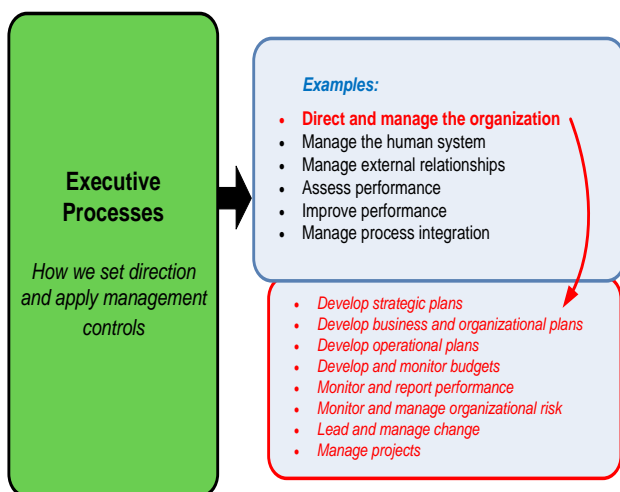 Executive
Processes
How we set direction
and apply management
controls
Examples:
• Direct and manage the organization
• Manage the human system
• Manage external relationships
• Assess performance
• Improve performance
• Manage process integration
• Develop strategic plans
• Develop business and organizational plans
• Develop operational plans
• Develop and monitor budgets
• Monitor and report performance
• Monitor and manage organizational risk
• Lead and manage change
• Manage projects